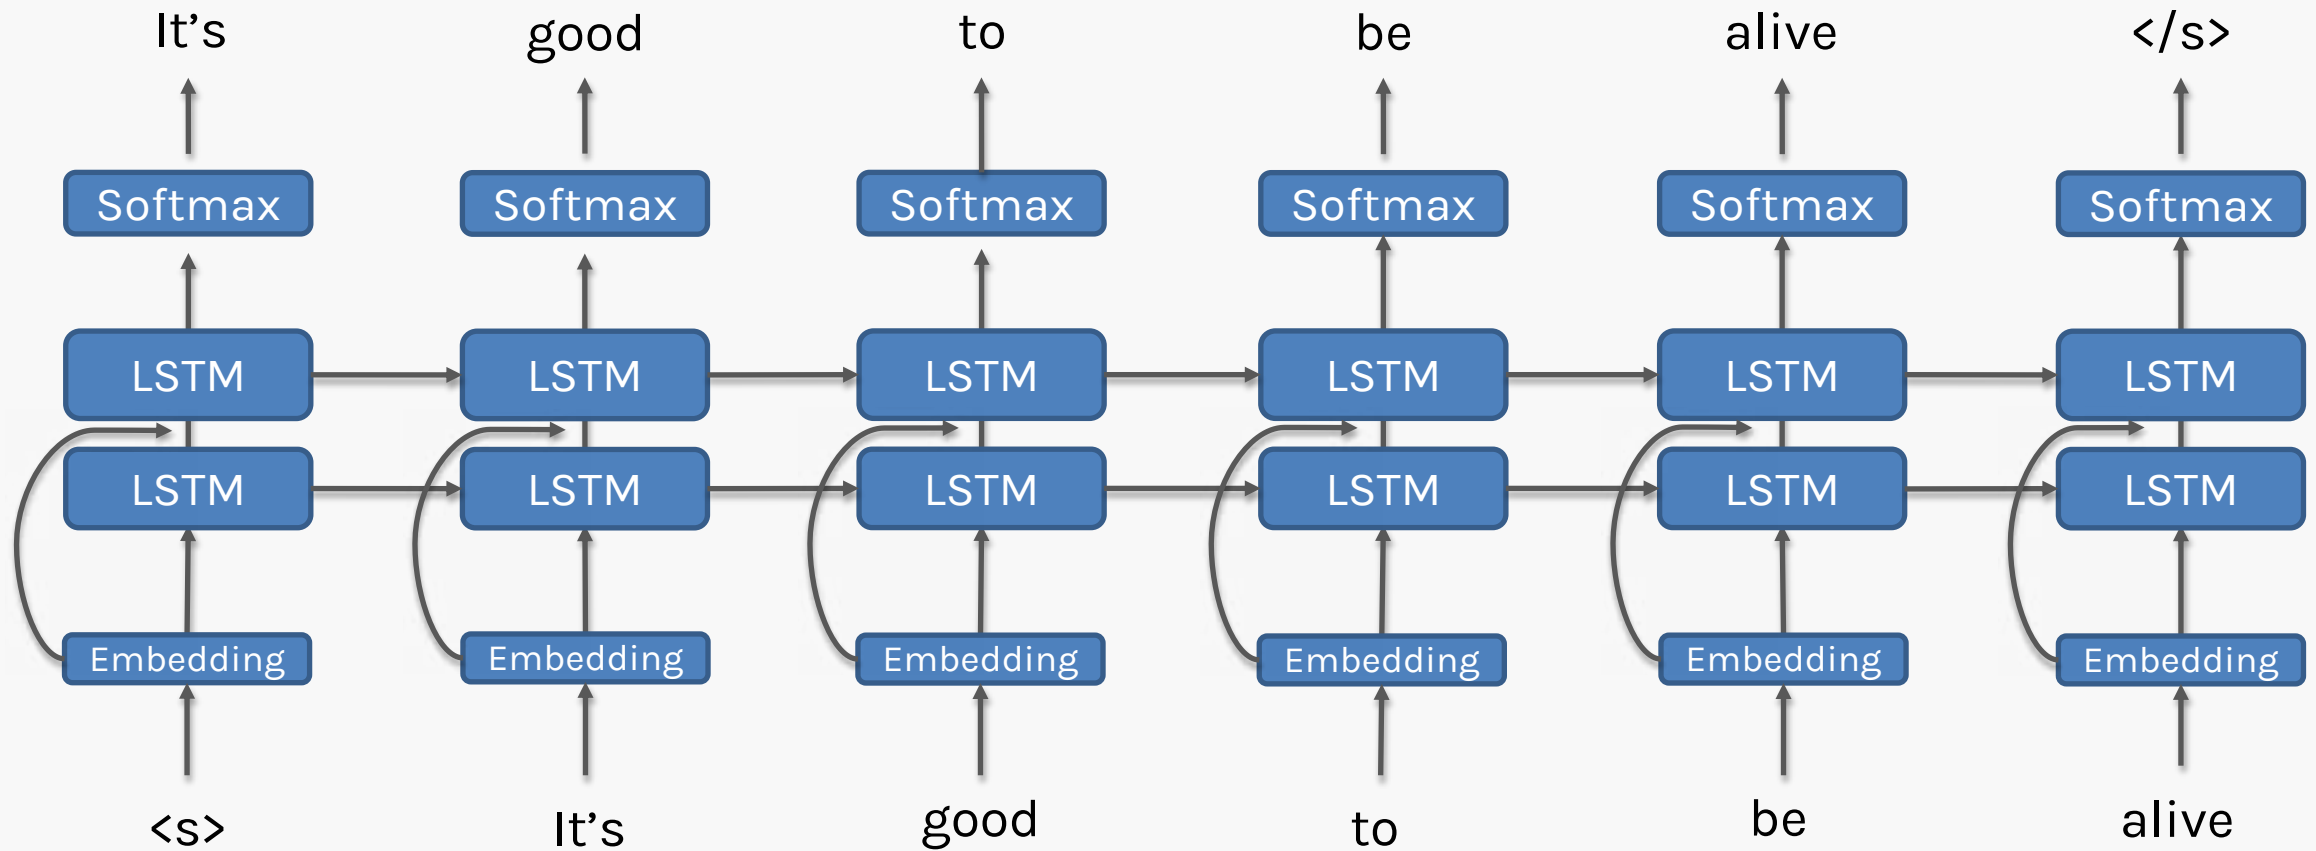 It's good to be alive </s>
Softmax Softmax Softmax Softmax Softmax Softmax
LSTM LSTM LSTM LSTM LSTM LSTM
LSTM LSTM LSTM LSTM LSTM LSTM
Embedding Embedding Embedding Embedding Embedding Embedding
<s> It's good to be alive